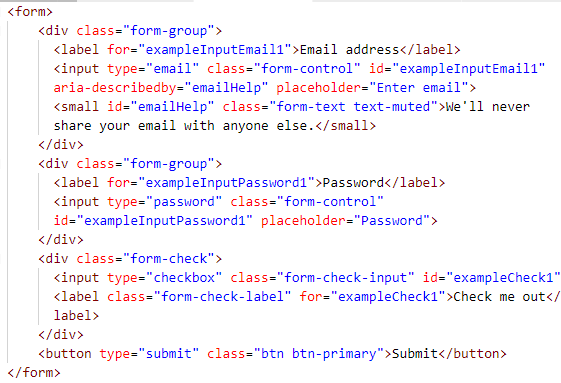 <form>
<div class="form-group">
<label for="exampleInputEmail1">Email address</label>
<input type="email" class="form-control" id="exampleInputEmail1"
aria-describedby="emailHelp" placeholder="Enter email">
<small id="emailHelp" class="form-text text-muted">We'll never
share your email with anyone else.</small>
</div>
<div class="form-group">
<label for="exampleInputPassword1">Password</label>
<input type="password" class="form-control"
id="exampleInputPassword1" placeholder="Password">
</div>
<div class="form-check">
<input type="checkbox" class="form-check-input" id="exampleCheck1"
<label class="form-check-label" for="exampleCheck1">Check me out</
label>
</div>
<button type="submit" class="btn btn-primary">Submit</button>
</form>